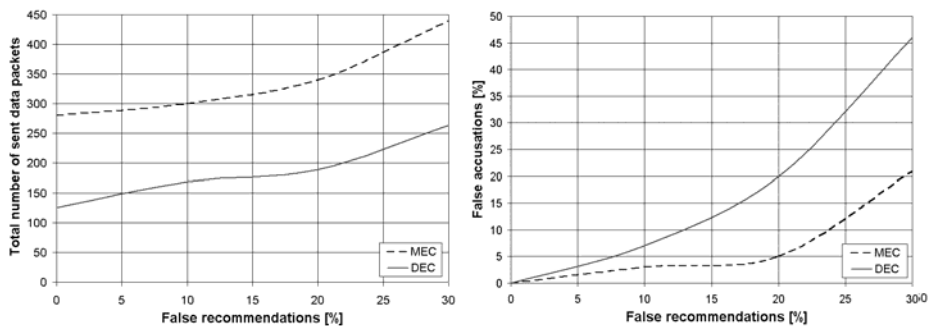 Total number of sent data packets
450
400
350
300
250
200
150
100
50
0
0 5 10 15 20 25 30
False recommendations [%]
MEC
DEC
False accusations [%]
50
45
40
35
30
25
20
15
10
5
0
0 5 10 15 20 25 30
False recommendations [%]
MEC
DEC